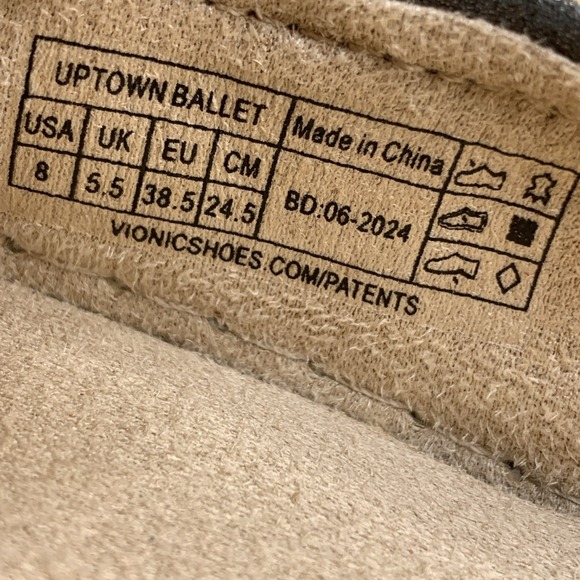 UPTOWN BALLET
Made in China
USA UK EU CM
8 5.5 38.5 24.5
BD:06-2024
VIONICSHOES.COM/PATENTS